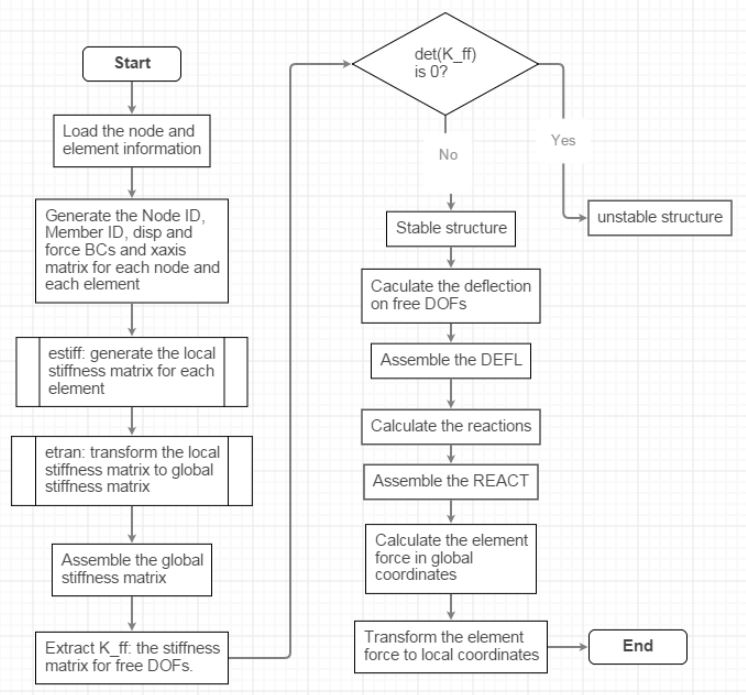 Start
Load the node and
element information
Generate the Node ID,
Member ID, disp and
force BCs and xaxis
matrix for each node and
each element
estiff: generate the local
stiffness matrix for each
element
etran: transform the local
stiffness matrix to global
stiffness matrix
Assemble the global
stiffness matrix
Extract K_ff: the stiffness
matrix for free DOFs.
det(K_ff)
is 0?
No
Yes
unstable structure
Stable structure
Caculate the deflection
on free DOFs
Assemble the DEFL
Calculate the reactions
Assemble the REACT
Calculate the element
force in global
coordinates
Transform the element
force to local coordinates
End